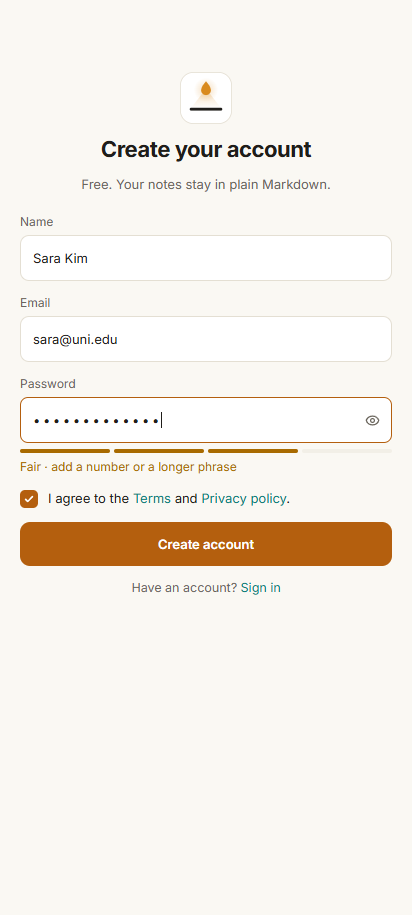 Create your account
Free. Your notes stay in plain Markdown.
Name
Sara Kim
Email
sara@uni.edu
Password
•••••••••••••
Fair · add a number or a longer phrase
I agree to the Terms and Privacy policy.
Create account
Have an account? Sign in